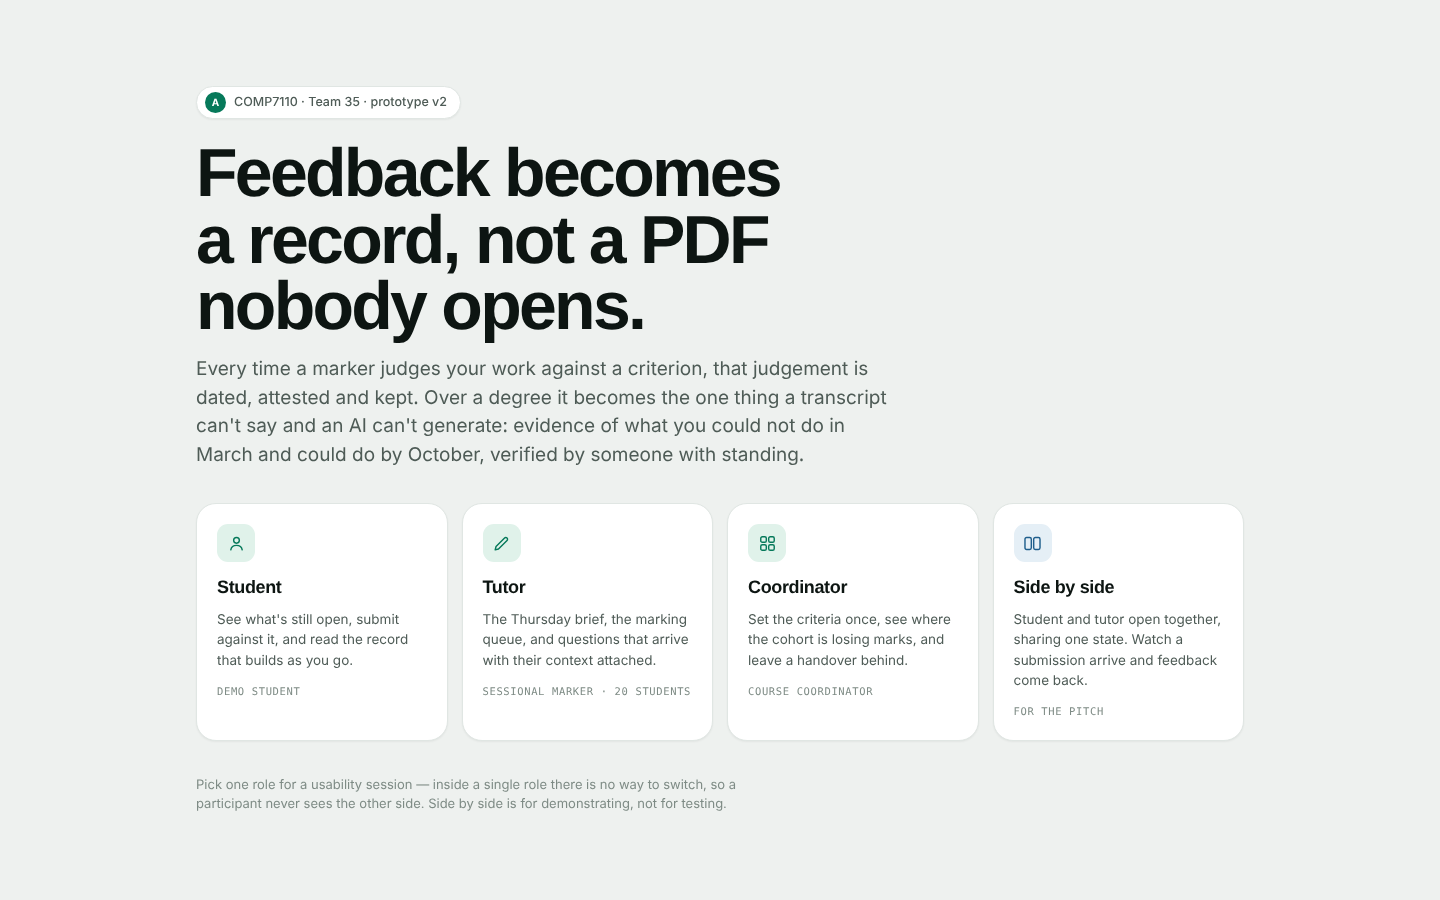 A
COMP7110 · Team 35 · prototype v2
Feedback becomes
a record, not a PDF
nobody opens.
Every time a marker judges your work against a criterion, that judgement is
dated, attested and kept. Over a degree it becomes the one thing a transcript
can't say and an AI can't generate: evidence of what you could not do in
March and could do by October, verified by someone with standing.
Student
See what's still open, submit
against it, and read the record
that builds as you go.
DEMO STUDENT
Tutor
The Thursday brief, the marking
queue, and questions that arrive
with their context attached.
SESSIONAL MARKER · 20 STUDENTS
Coordinator
Set the criteria once, see where
the cohort is losing marks, and
leave a handover behind.
COURSE COORDINATOR
Side by side
Student and tutor open together,
sharing one state. Watch a
submission arrive and feedback
come back.
FOR THE PITCH
Pick one role for a usability session — inside a single role there is no way to switch, so a
participant never sees the other side. Side by side is for demonstrating, not for testing.